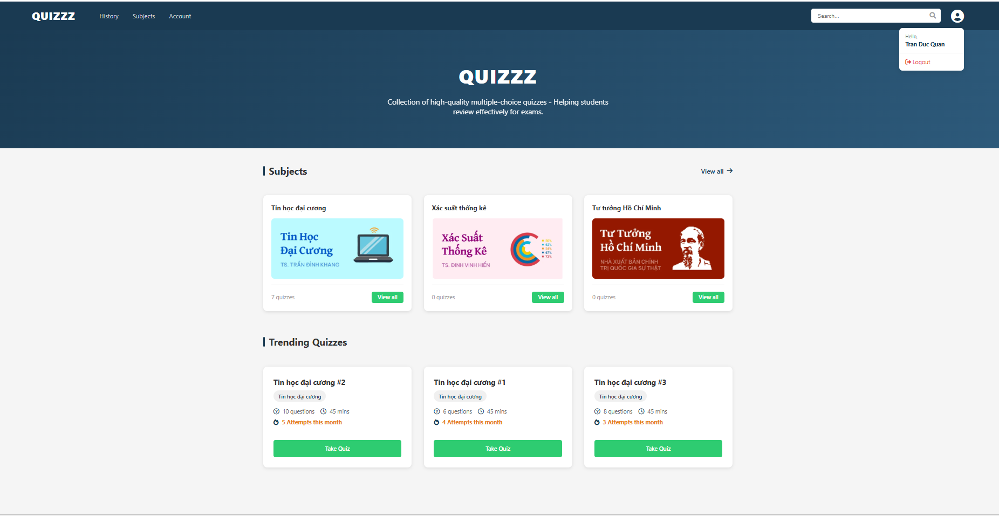 QUIZZZ
History
Subjects
Account
Search...
Hello,
Tran Duc Quan
Logout
QUIZZZ
Collection of high-quality multiple-choice quizzes - Helping students
review effectively for exams.
Subjects
View all
Tin học đại cương
Tin Học
Đại Cương
TS. TRẦN ĐÌNH KHANG
7 quizzes
View all
Xác suất thống kê
Xác Suất
Thống Kê
TS. ĐINH VINH HIỂN
50%
62%
54%
67%
73%
0 quizzes
View all
Tư tưởng Hồ Chí Minh
Tư Tưởng
Hồ Chí Minh
NHÀ XUẤT BẢN CHÍNH
TRỊ QUỐC GIA SỰ THẬT
0 quizzes
View all
Trending Quizzes
Tin học đại cương #2
Tin học đại cương
10 questions
45 mins
5 Attempts this month
Take Quiz
Tin học đại cương #1
Tin học đại cương
6 questions
45 mins
4 Attempts this month
Take Quiz
Tin học đại cương #3
Tin học đại cương
8 questions
45 mins
3 Attempts this month
Take Quiz